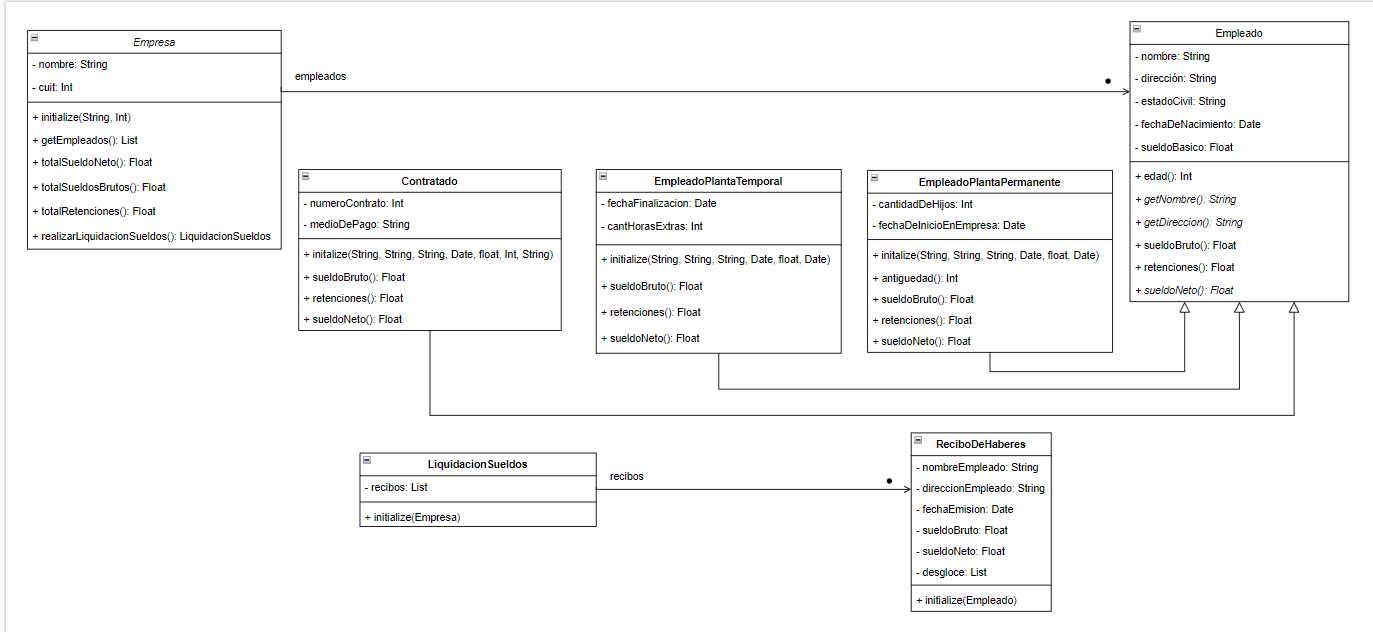 Empresa
- nombre: String
- cuit: Int
+ initialize(String, Int)
+ getEmpleados(): List
+ totalSueldoNeto(): Float
+ totalSueldosBrutos(): Float
+ totalRetenciones(): Float
+ realizarLiquidacionSueldos(): LiquidacionSueldos
empleados
Empleado
- nombre: String
- dirección: String
- estadoCivil: String
- fechaDeNacimiento: Date
- sueldoBasico: Float
+ edad(): Int
+ getNombre(): String
+ getDireccion(): String
+ sueldoBruto(): Float
+ retenciones(): Float
+ sueldoNeto(): Float
Contratado
- numeroContrato: Int
- medioDePago: String
+ initalize(String, String, String, Date, float, Int, String)
+ sueldoBruto(): Float
+ retenciones(): Float
+ sueldoNeto(): Float
EmpleadoPlantaTemporal
- fechaFinalizacion: Date
- cantHorasExtras: Int
+ initialize(String, String, String, Date, float, Date)
+ sueldoBruto(): Float
+ retenciones(): Float
+ sueldoNeto(): Float
EmpleadoPlantaPermanente
- cantidadDeHijos: Int
- fechaDeInicioEnEmpresa: Date
+ initalize(String, String, String, Date, float, Date)
+ antiguedad(): Int
+ sueldoBruto(): Float
+ retenciones(): Float
+ sueldoNeto(): Float
LiquidacionSueldos
- recibos: List
+ initialize(Empresa)
recibos
ReciboDeHaberes
- nombreEmpleado: String
- direccionEmpleado: String
- fechaEmision: Date
- sueldoBruto: Float
- sueldoNeto: Float
- desgloce: List
+ initialize(Empleado)